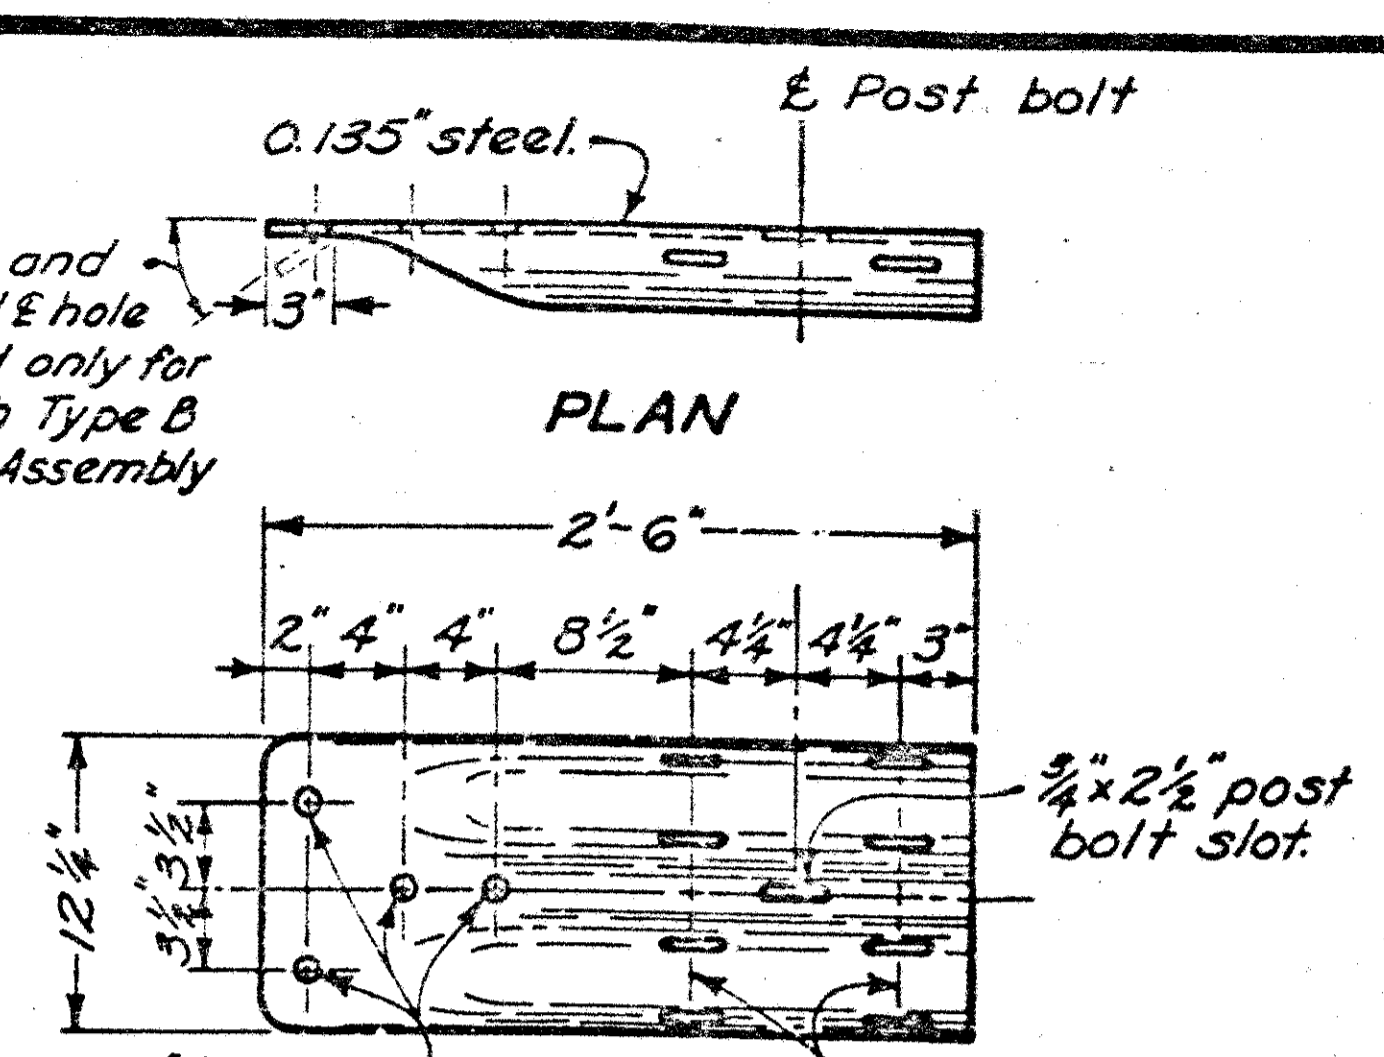 ℄ Post bolt
0.135" steel.
and
℄ hole
only for
Type B
Assembly
3"
PLAN
2'-6"
2" 4" 4" 8½" 4¼" 4¼" 3"
12¼"
3½"
3½"
¾" x 2½" post
bolt slot.